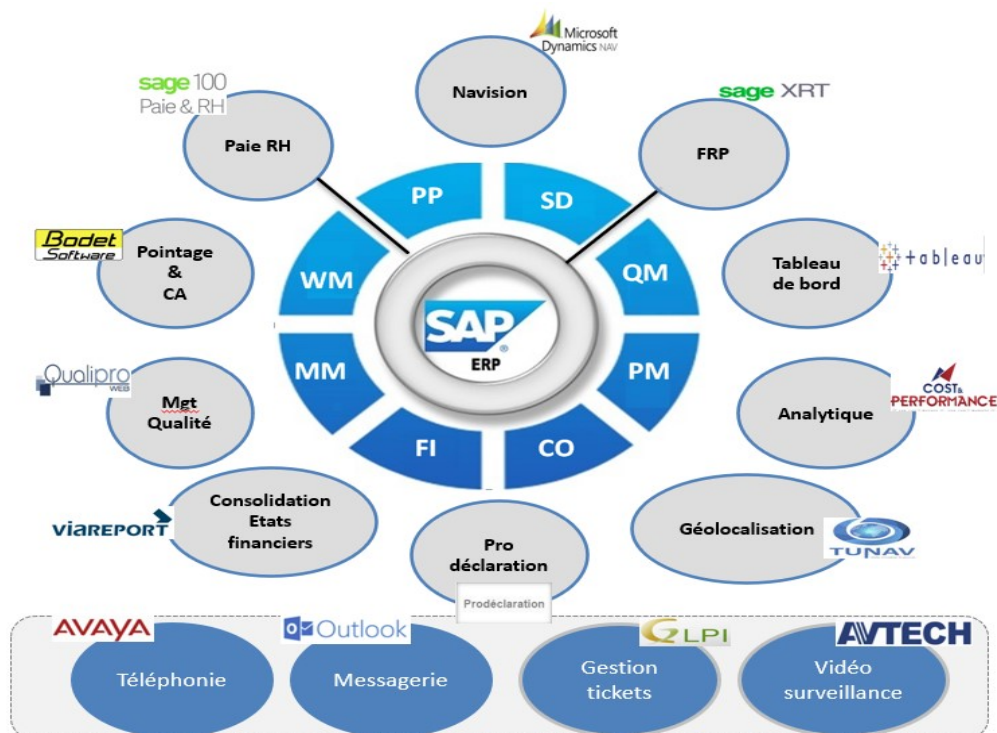 Microsoft
Dynamics NAV
Navision
sage 100
Paie & RH
Paie RH
sage XRT
FRP
PP
SD
WM
QM
MM
PM
FI
CO
SAP
®
ERP
Bodet
Software
Pointage
&
CA
Tableau
de bord
+ableau
Qualipro
WEB
Mgt
Qualité
Analytique
COST&
PERFORMANCE
VIAREPORT
Consolidation
Etats
financiers
Pro
déclaration
Prodéclaration
Géolocalisation
TUNAV
AVAYA
Téléphonie
Outlook
Messagerie
GLPI
Gestion
tickets
AVTECH
Vidéo
surveillance